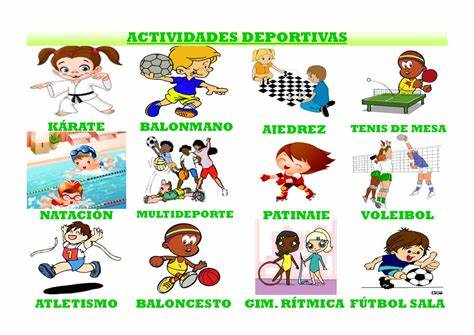 ACTIVIDADES DEPORTIVAS
KÁRATE BALONMANO AJEDREZ TENIS DE MESA
NATACIÓN MULTIDEPORTE PATINAJE VOLEIBOL
ATLETISMO BALONCESTO GIM. RÍTMICA FÚTBOL SALA